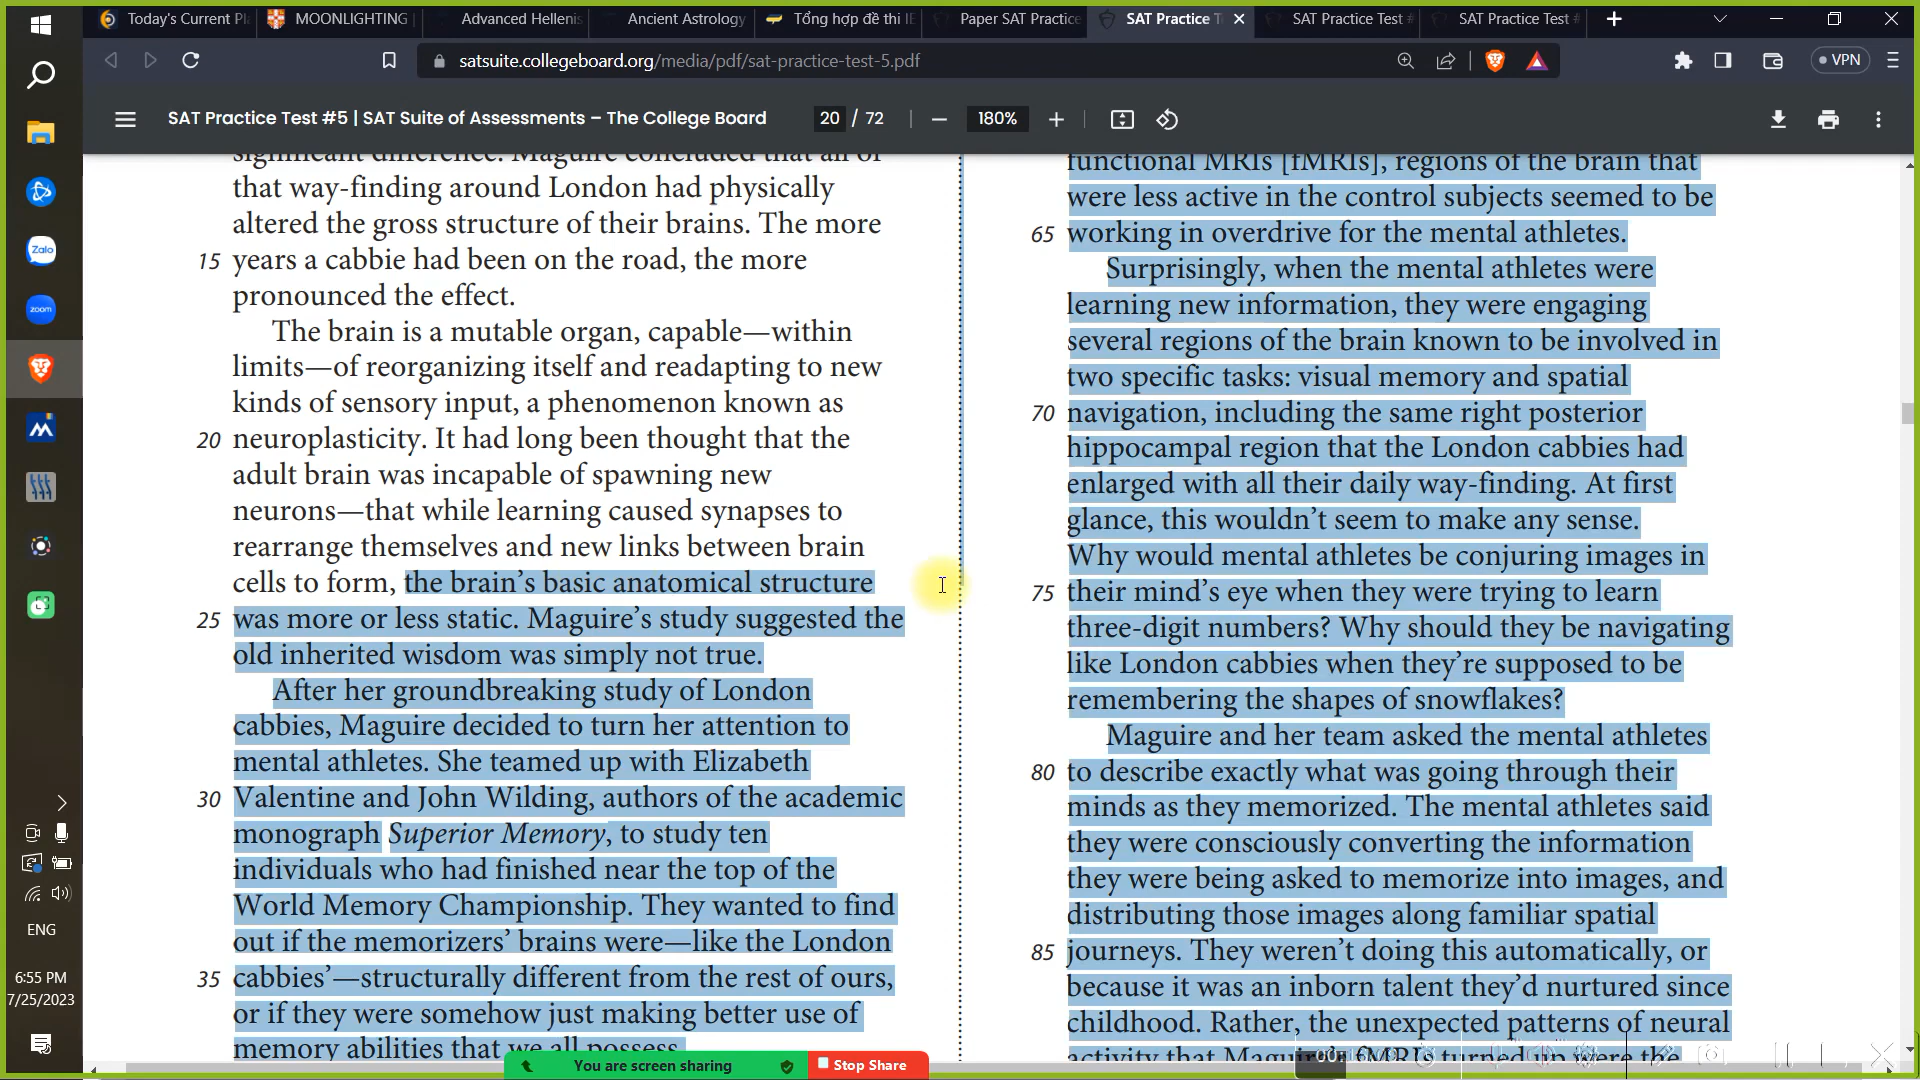 Today's Current Pl
MOONLIGHTING
Advanced Hellenis
Ancient Astrology
Tổng hợp đề thi IE
Paper SAT Practice
SAT Practice T
SAT Practice Test #
SAT Practice Test #
satsuite.collegeboard.org/media/pdf/sat-practice-test-5.pdf
VPN
SAT Practice Test #5 | SAT Suite of Assessments – The College Board
20 / 72
180%
that way-finding around London had physically
altered the gross structure of their brains. The more
15 years a cabbie had been on the road, the more
pronounced the effect.
The brain is a mutable organ, capable—within
limits—of reorganizing itself and readapting to new
kinds of sensory input, a phenomenon known as
20 neuroplasticity. It had long been thought that the
adult brain was incapable of spawning new
neurons—that while learning caused synapses to
rearrange themselves and new links between brain
cells to form, the brain's basic anatomical structure
25 was more or less static. Maguire's study suggested the
old inherited wisdom was simply not true.
After her groundbreaking study of London
cabbies, Maguire decided to turn her attention to
mental athletes. She teamed up with Elizabeth
30 Valentine and John Wilding, authors of the academic
monograph Superior Memory, to study ten
individuals who had finished near the top of the
World Memory Championship. They wanted to find
out if the memorizers' brains were—like the London
35 cabbies'—structurally different from the rest of ours,
or if they were somehow just making better use of
memory abilities that we all possess.
functional MRIs [fMRIs], regions of the brain that
were less active in the control subjects seemed to be
65 working in overdrive for the mental athletes.
Surprisingly, when the mental athletes were
learning new information, they were engaging
several regions of the brain known to be involved in
two specific tasks: visual memory and spatial
70 navigation, including the same right posterior
hippocampal region that the London cabbies had
enlarged with all their daily way-finding. At first
glance, this wouldn't seem to make any sense.
Why would mental athletes be conjuring images in
75 their mind's eye when they were trying to learn
three-digit numbers? Why should they be navigating
like London cabbies when they're supposed to be
remembering the shapes of snowflakes?
Maguire and her team asked the mental athletes
80 to describe exactly what was going through their
minds as they memorized. The mental athletes said
they were consciously converting the information
they were being asked to memorize into images, and
distributing those images along familiar spatial
85 journeys. They weren't doing this automatically, or
because it was an inborn talent they'd nurtured since
childhood. Rather, the unexpected patterns of neural
activity that Maguire's fMRIs turned up were the
Zalo
zoom
ENG
6:55 PM
7/25/2023
You are screen sharing
Stop Share